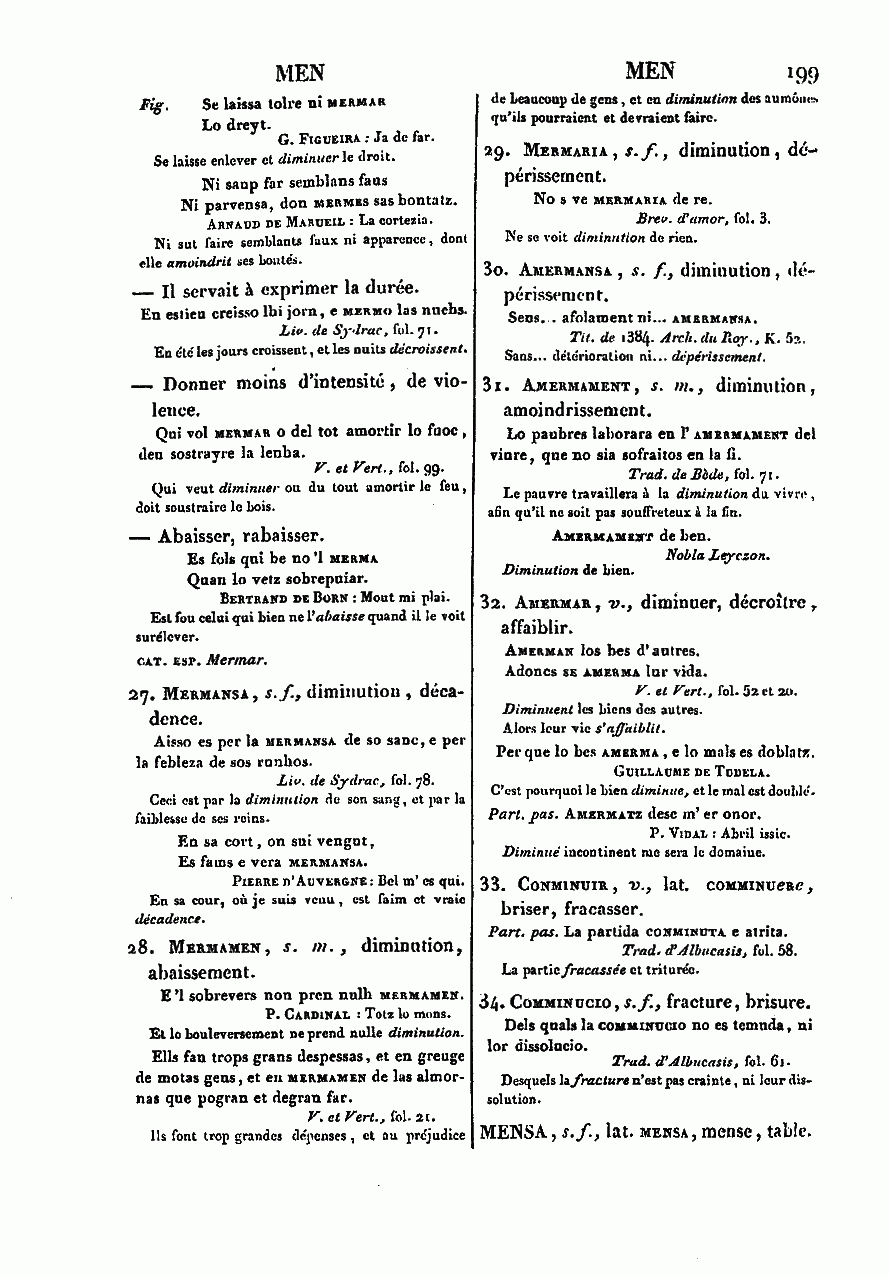 MEN
Fig. Se laissa tolre ni MERMAR
Lo dreyt.
G. FIGUEIRA : Ja de far.
Se laisse enlever et diminuer le droit.
Ni saup far semblans faus
Ni parvensa, don MERMES sas bontatz.
ARNAUD DE MARUEIL : La cortezia.
Ni sut faire semblants faux ni apparence, dont
elle amoindrit ses bontés.
— Il servait à exprimer la durée.
En estieu creisso lhi jorn, e MERMO las nuehs.
Liv. de Sydrac, fol. 71.
En été les jours croissent, et les nuits décroissent.
— Donner moins d'intensité, de vio-
lence.
Qui vol MERMAR o del tot amortir lo fuoc,
deu sostrayre la lenha.
V. et Vert., fol. 99.
Qui veut diminuer ou du tout amortir le feu,
doit soustraire le bois.
— Abaisser, rabaisser.
Es fols qui be no 'l MERMA
Quan lo vetz sobrepuiar.
BERTRAND DE BORN : Mout mi plai.
Est fou celui qui bien ne l'abaisse quand il le voit
surélever.
CAT. ESP. Mermar.
27. MERMANSA, s. f., diminution, déca-
dence.
Aisso es per la MERMANSA de so sanc, e per
la febleza de sos ronhos.
Liv. de Sydrac, fol. 78.
Ceci est par la diminution de son sang, et par la
faiblesse de ses reins.
En sa cort, on sui vengut,
Es fams e vera MERMANSA.
PIERRE D'AUVERGNE : Bel m' es qui.
En sa cour, où je suis venu, est faim et vraie
décadence.
28. MERMAMEN, s. m., diminution,
abaissement.
E 'l sobrevers non pren nulh MERMAMEN.
P. CARDINAL : Totz lo mons.
Et lo bouleversement ne prend nulle diminution.
Ells fan trops grans despessas, et en greuge
de motas gens, et en MERMAMEN de las almor-
nas que pogran et degran far.
V. et Vert., fol. 21.
Ils font trop grandes dépenses, et au préjudice
MEN 199
de beaucoup de gens, et en diminution des aumônes
qu'ils pourraient et devraient faire.
29. MERMARIA, s. f., diminution, dé-
périssement.
No s ve MERMARIA de re.
Brev. d'amor, fol. 3.
Ne se voit diminution de rien.
30. AMERMANSA, s. f., diminution, dé-
périssement.
Sens... afolament ni... AMERMANSA.
Tit. de 1384. Arch. du Roy., K. 52.
Sans... détérioration ni... dépérissement.
31. AMERMAMENT, s. m., diminution,
amoindrissement.
Lo paubres laborara en l' AMERMAMENT del
viure, que no sia sofraitos en la fi.
Trad. de Bède, fol. 71.
Le pauvre travaillera à la diminution du vivre,
afin qu'il ne soit pas souffreteux à la fin.
AMERMAMENT de ben.
Nobla Leyczon.
Diminution de bien.
32. AMERMAR, v., diminuer, décroître,
affaiblir.
AMERMAN los bes d'autres.
Adoncs SE AMERMA lur vida.
V. et Vert., fol. 52 et 20.
Diminuent les biens des autres.
Alors leur vie s'affaiblit.
Per que lo bes AMERMA, e lo mals es doblatz.
GUILLAUME DE TUDELA.
C'est pourquoi le bien diminue, et le mal est doublé.
Part. pas. AMERMATZ desc m' er onor.
P. VIDAL : Abril issic.
Diminué incontinent me sera le domaine.
33. CONMINUIR, v., lat. COMMINUere,
briser, fracasser.
Part. pas. La partida CONMINUTA e atrita.
Trad. d'Albucasis, fol. 58.
La partie fracassée et triturée.
34. COMMINUCIO, s. f., fracture, brisure.
Dels quals la COMMINUCIO no es temuda, ni
lor dissolucio.
Trad. d'Albucasis, fol. 61.
Desquels la fracture n'est pas crainte, ni leur dis-
solution.
MENSA, s. f., lat. MENSA, mense, table.